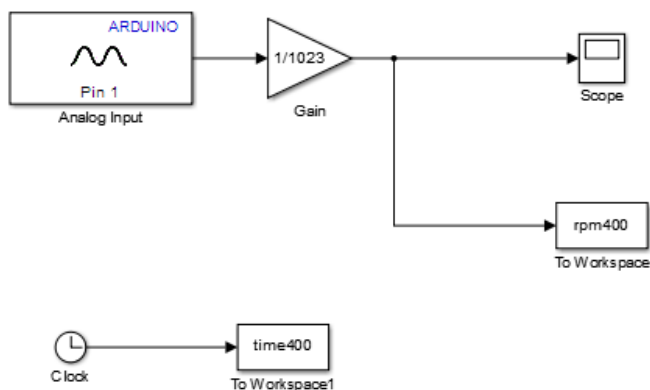 ARDUINO
Pin 1
Analog Input
1/1023
Gain
Scope
rpm400
To Workspace
Clock
time400
To Workspace1